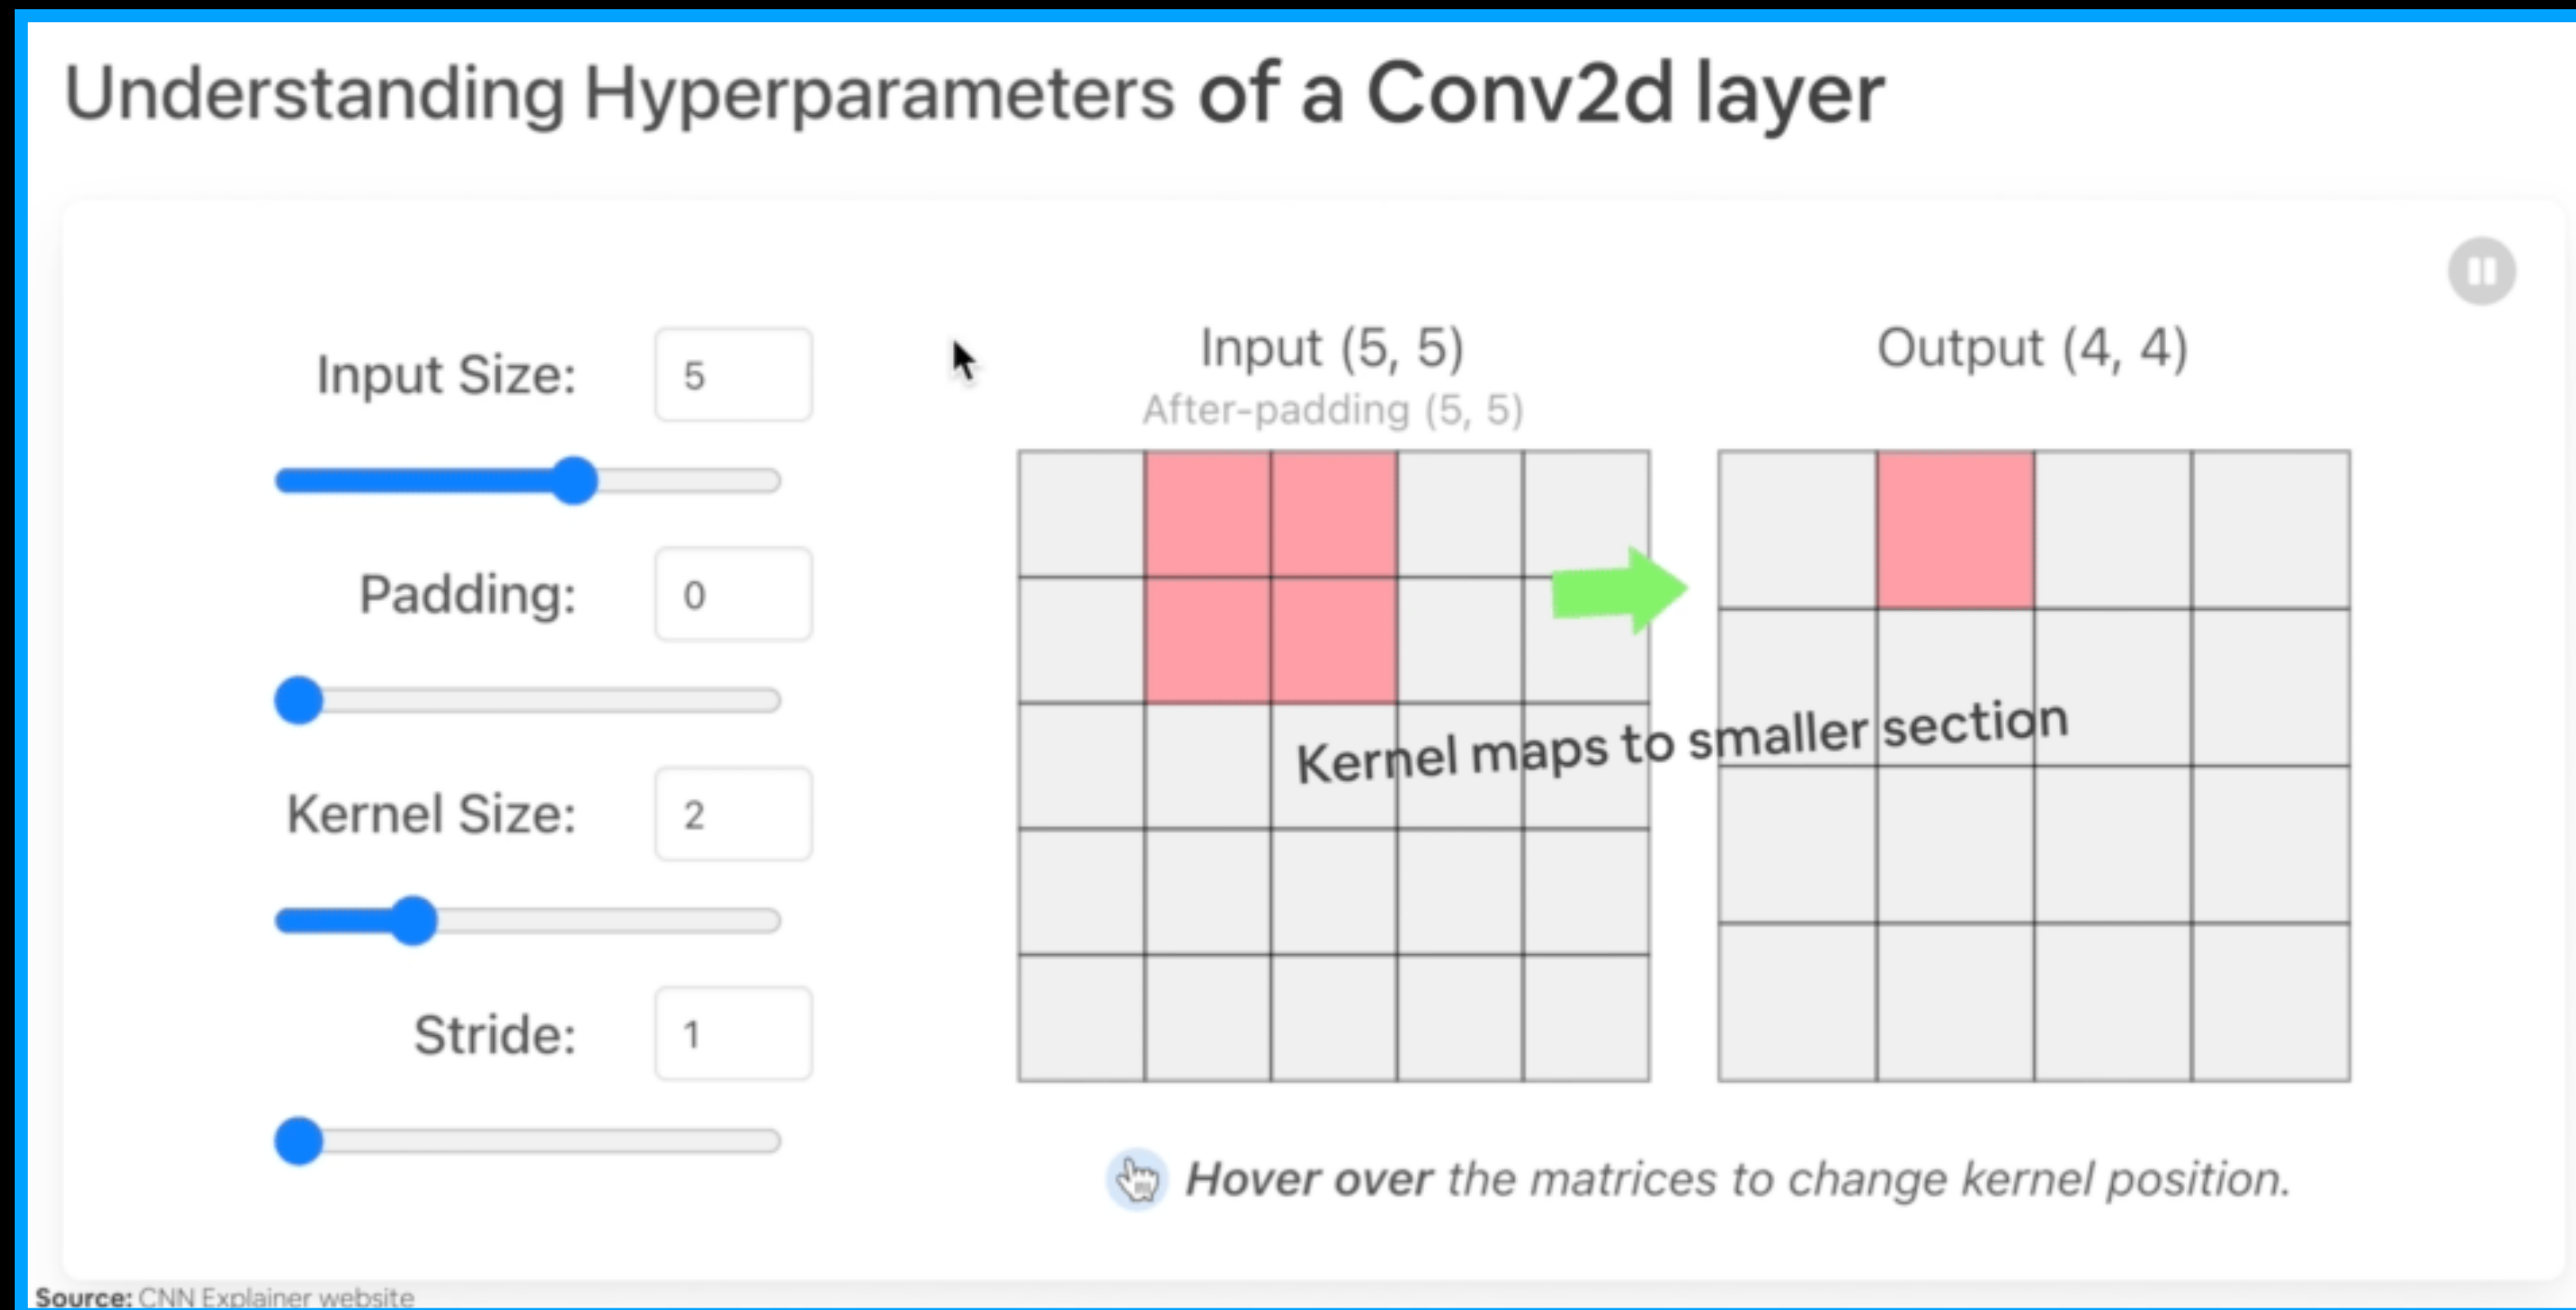 Understanding Hyperparameters of a Conv2d layer
Input Size: 5
Padding: 0
Kernel Size: 2
Stride: 1
Input (5, 5)
After-padding (5, 5)
Output (4, 4)
Kernel maps to smaller section
Hover over the matrices to change kernel position.
Source: CNN Explainer website